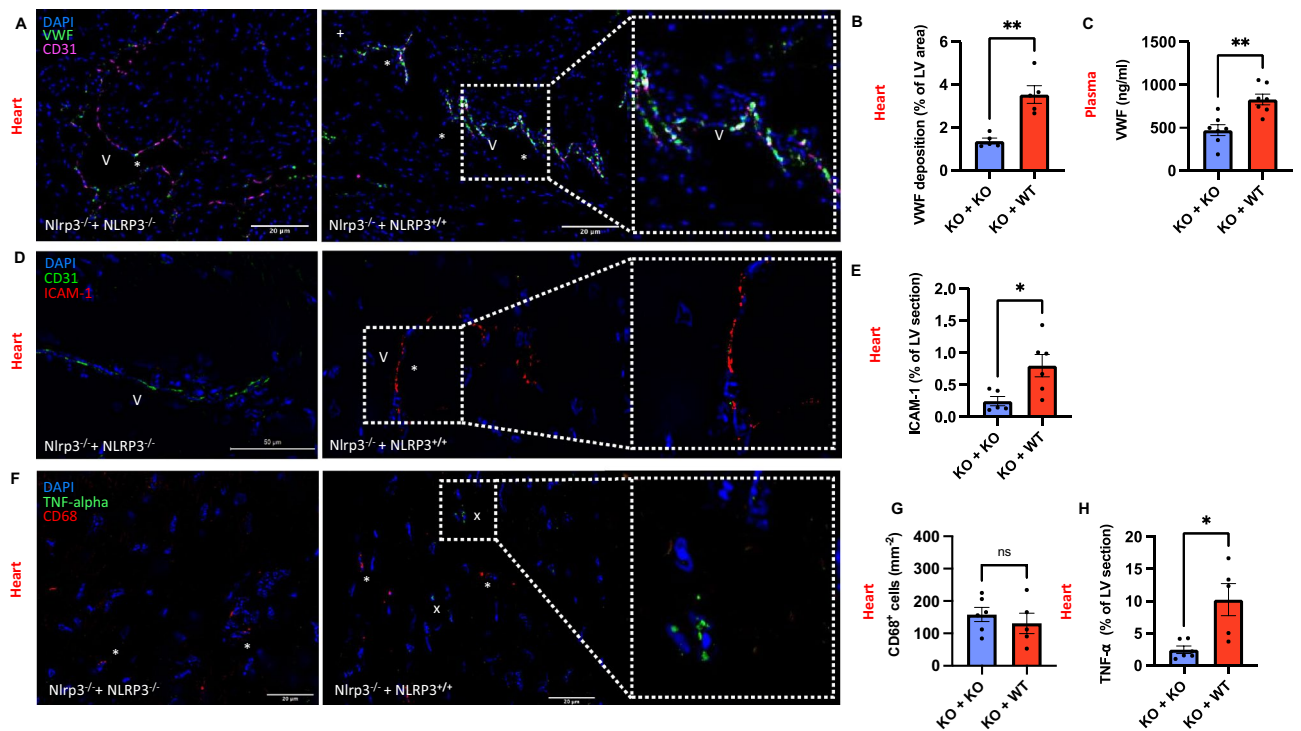 A
DAPI
VWF
CD31
Heart
V
*
Nlrp3⁻/⁻ + NLRP3⁻/⁻
20 µm
+
*
*
V
*
Nlrp3⁻/⁻ + NLRP3⁺/⁺
20 µm
V
B
Heart
VWF deposition (% of LV area)
6
4
2
0
**
KO + KO
KO + WT
C
Plasma
VWF (ng/ml)
1500
1000
500
0
**
KO + KO
KO + WT
D
DAPI
CD31
ICAM-1
Heart
V
Nlrp3⁻/⁻ + NLRP3⁻/⁻
50 µm
V
*
Nlrp3⁻/⁻ + NLRP3⁺/⁺
E
Heart
ICAM-1 (% of LV section)
2.0
1.5
1.0
0.5
0.0
*
KO + KO
KO + WT
F
DAPI
TNF-alpha
CD68
Heart
*
*
Nlrp3⁻/⁻ + NLRP3⁻/⁻
20 µm
x
*
*
x
Nlrp3⁻/⁻ + NLRP3⁺/⁺
20 µm
G
Heart
CD68⁺ cells (mm⁻²)
400
300
200
100
0
ns
KO + KO
KO + WT
H
Heart
TNF-α (% of LV section)
20
15
10
5
0
*
KO + KO
KO + WT